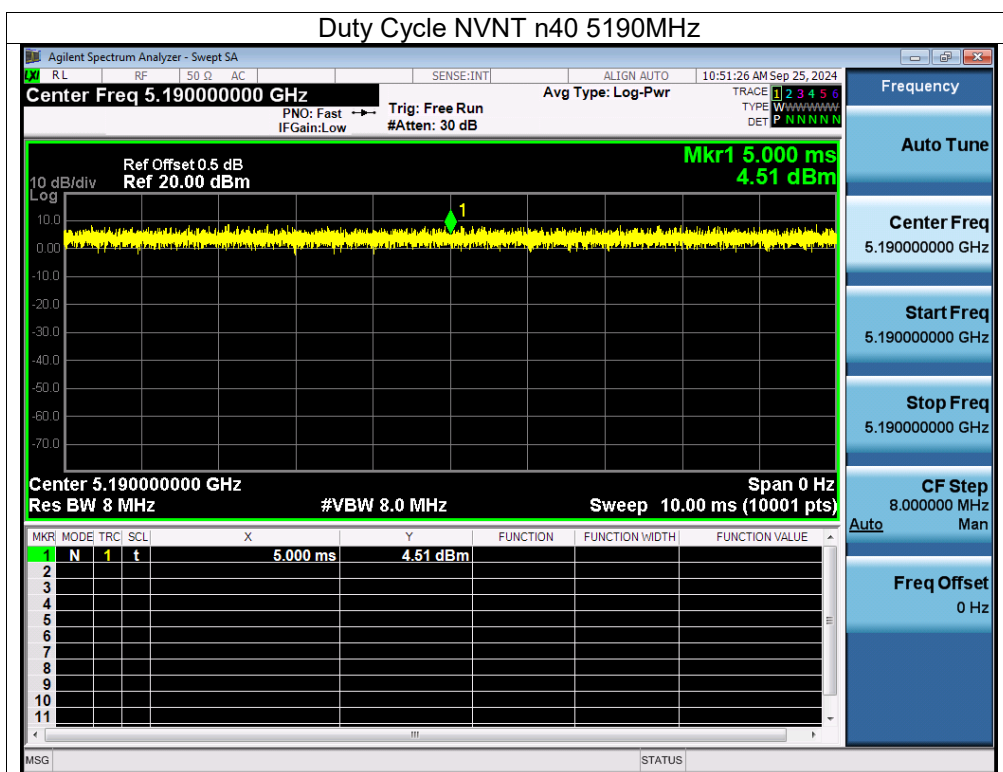 Duty Cycle NVNT n40 5190MHz
Agilent Spectrum Analyzer - Swept SA
LXI RL RF 50 Ω AC SENSE:INT ALIGN AUTO 10:51:26 AM Sep 25, 2024
Center Freq 5.190000000 GHz
PNO: Fast
IFGain:Low
Trig: Free Run
#Atten: 30 dB
Avg Type: Log-Pwr
TRACE 1 2 3 4 5 6
TYPE WWWWWW
DET P N N N N N
Ref Offset 0.5 dB
10 dB/div Ref 20.00 dBm
Log
Mkr1 5.000 ms
4.51 dBm
1
10.0
0.00
-10.0
-20.0
-30.0
-40.0
-50.0
-60.0
-70.0
Center 5.190000000 GHz Span 0 Hz
Res BW 8 MHz #VBW 8.0 MHz Sweep 10.00 ms (10001 pts)
MKR MODE TRC SCL X Y FUNCTION FUNCTION WIDTH FUNCTION VALUE
1 N 1 t 5.000 ms 4.51 dBm
2
3
4
5
6
7
8
9
10
11
MSG STATUS
Frequency
Auto Tune
Center Freq
5.190000000 GHz
Start Freq
5.190000000 GHz
Stop Freq
5.190000000 GHz
CF Step
8.000000 MHz
Auto Man
Freq Offset
0 Hz